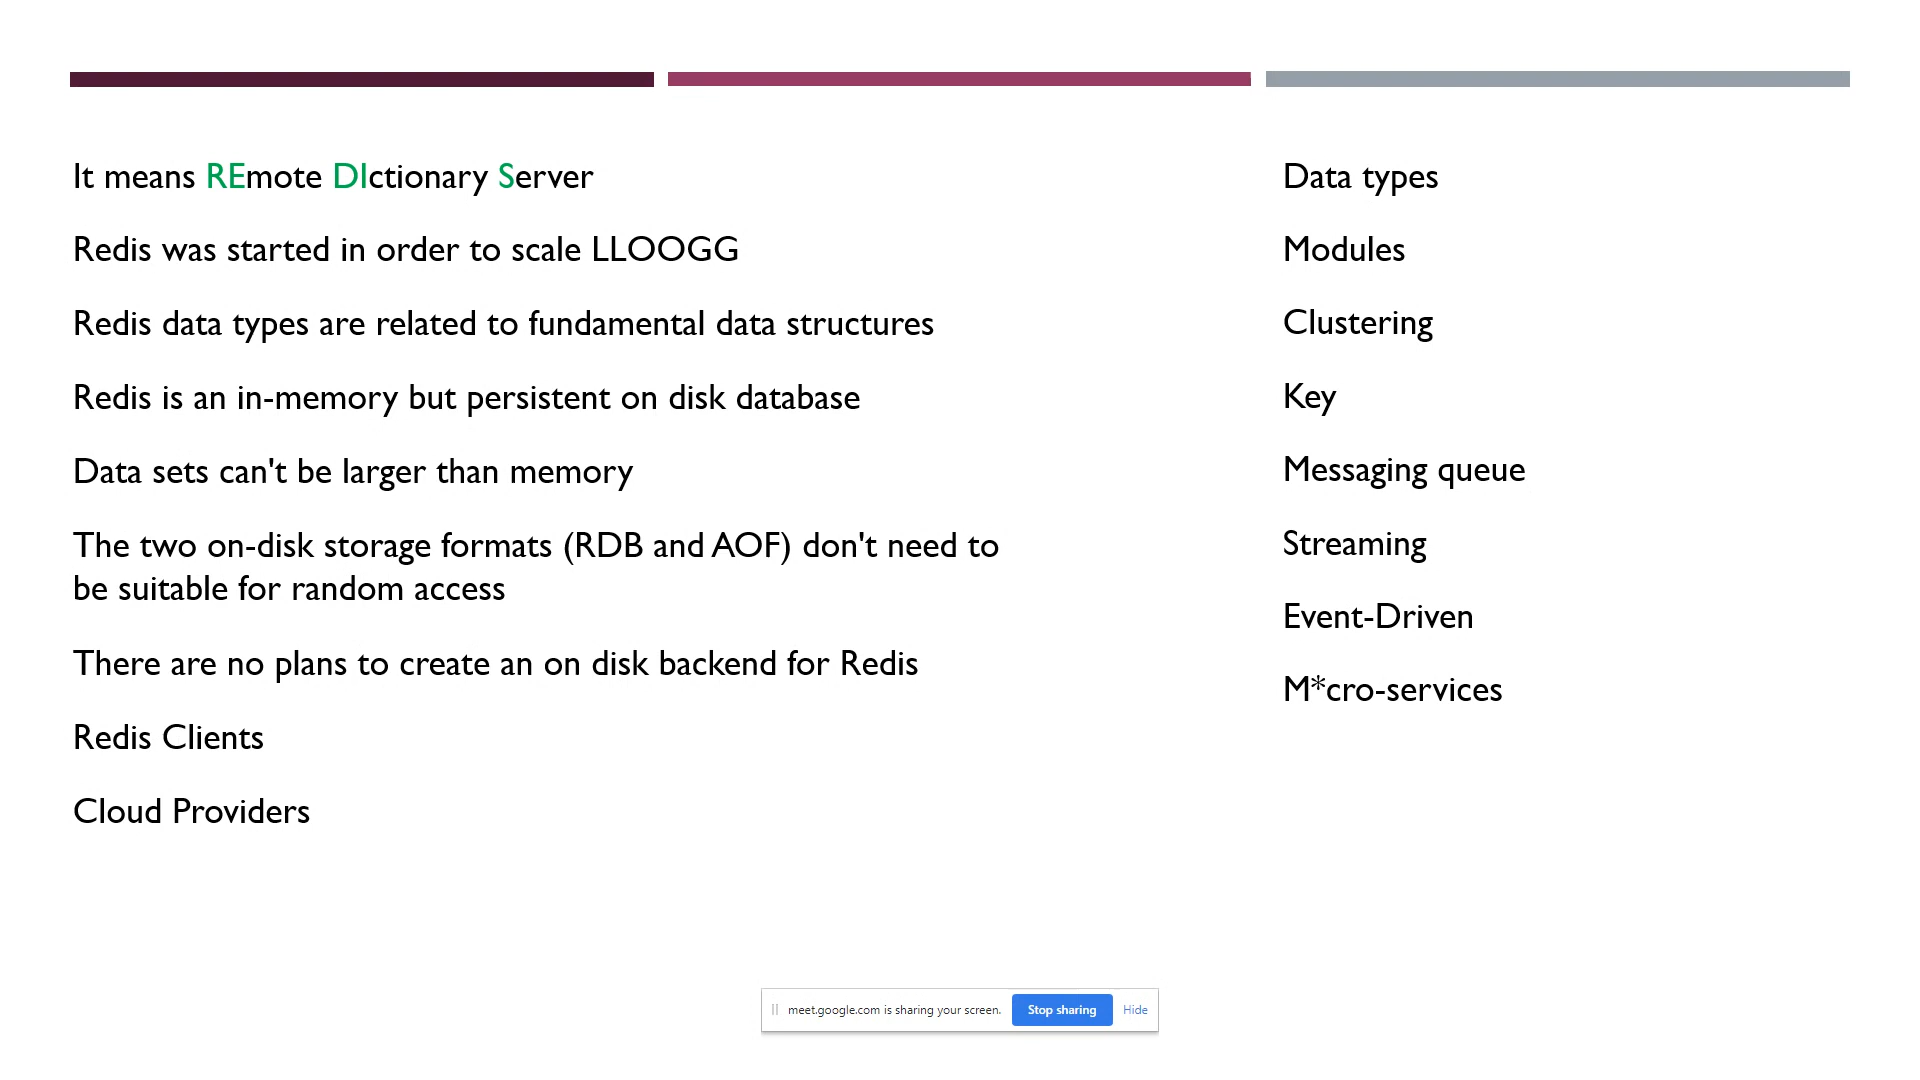 It means REmote DIctionary Server
Redis was started in order to scale LLOOGG
Redis data types are related to fundamental data structures
Redis is an in-memory but persistent on disk database
Data sets can't be larger than memory
The two on-disk storage formats (RDB and AOF) don't need to
be suitable for random access
There are no plans to create an on disk backend for Redis
Redis Clients
Cloud Providers
Data types
Modules
Clustering
Key
Messaging queue
Streaming
Event-Driven
M*cro-services
meet.google.com is sharing your screen. Stop sharing Hide